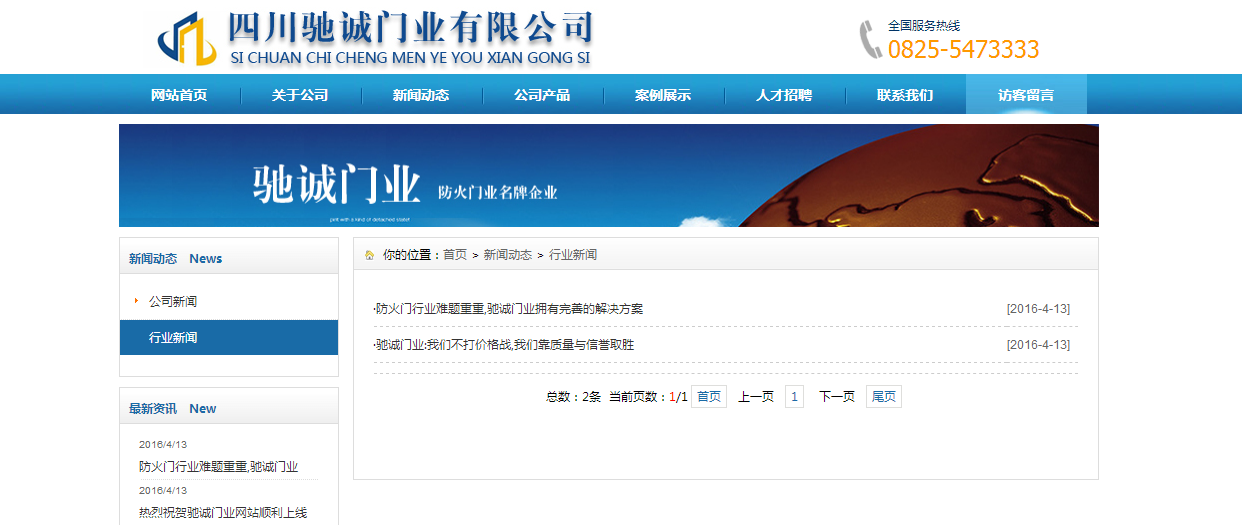 四川驰诚门业有限公司
SI CHUAN CHI CHENG MEN YE YOU XIAN GONG SI
全国服务热线
0825-5473333
网站首页 关于公司 新闻动态 公司产品 案例展示 人才招聘 联系我们 访客留言
驰诚门业 防火门业名牌企业
pink with a kind of detached state!
新闻动态 News
公司新闻
行业新闻
最新资讯 New
2016/4/13
防火门行业难题重重,驰诚门业
2016/4/13
热烈祝贺驰诚门业网站顺利上线
你的位置：首页 > 新闻动态 > 行业新闻
·防火门行业难题重重,驰诚门业拥有完善的解决方案 [2016-4-13]
·驰诚门业:我们不打价格战,我们靠质量与信誉取胜 [2016-4-13]
总数：2条 当前页数：1/1 首页 上一页 1 下一页 尾页